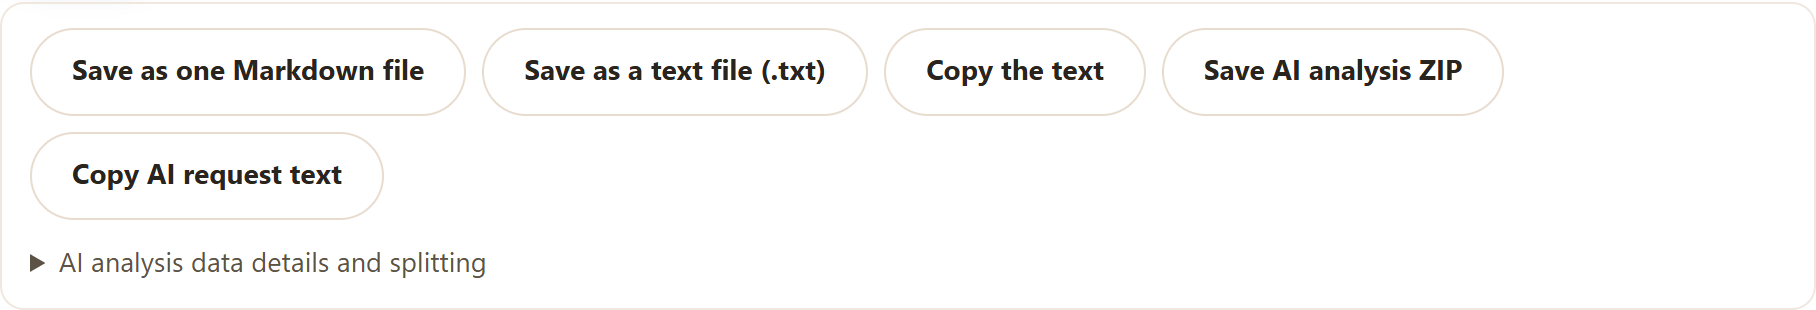 Save as one Markdown file
Save as a text file (.txt)
Copy the text
Save AI analysis ZIP
Copy AI request text
AI analysis data details and splitting